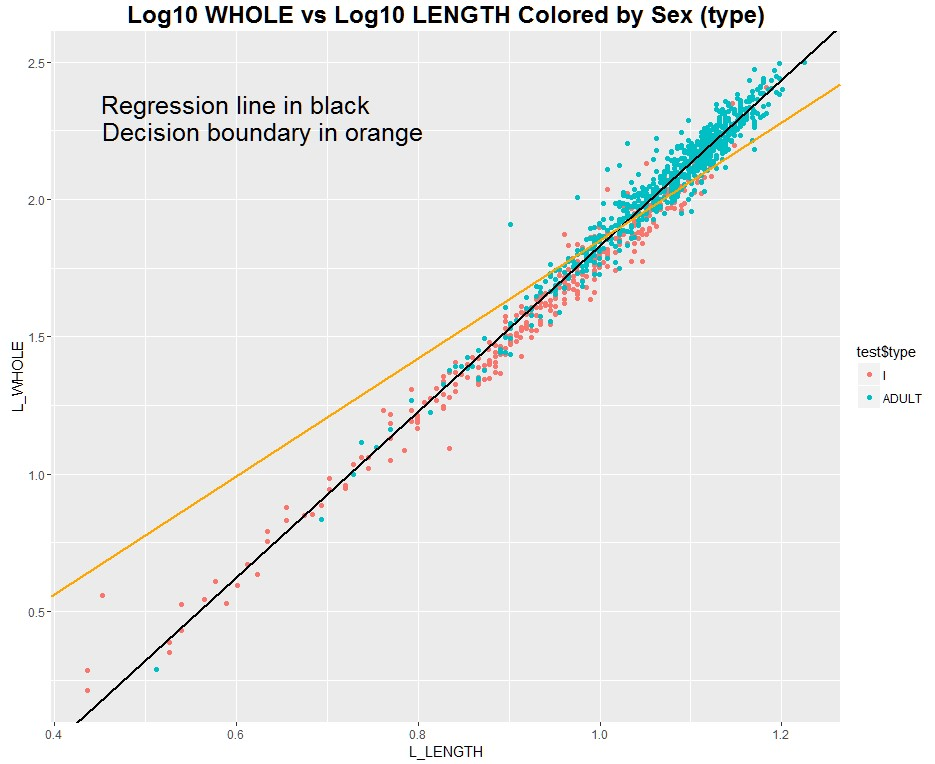 Log10 WHOLE vs Log10 LENGTH Colored by Sex (type)
Regression line in black
Decision boundary in orange
2.5
2.0
1.5
1.0
0.5
L_WHOLE
0.4
0.6
0.8
1.0
1.2
L_LENGTH
test$type
I
ADULT